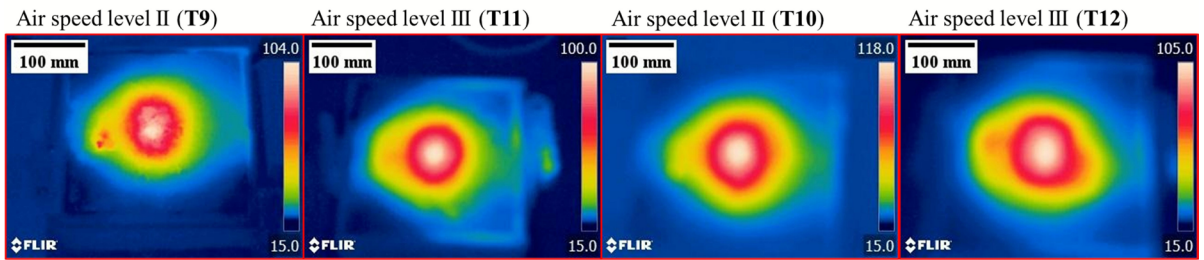 Air speed level II (T9)
Air speed level III (T11)
Air speed level II (T10)
Air speed level III (T12)
100 mm
104.0
15.0
FLIR
100 mm
100.0
15.0
FLIR
100 mm
118.0
15.0
FLIR
100 mm
105.0
15.0
FLIR